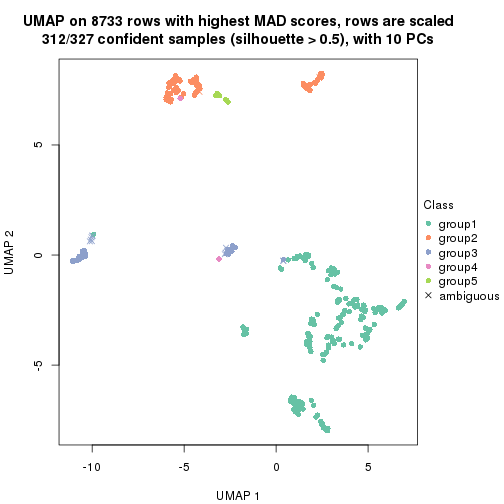 UMAP on 8733 rows with highest MAD scores, rows are scaled
312/327 confident samples (silhouette > 0.5), with 10 PCs
5
0
-5
UMAP 2
-10
-5
0
5
UMAP 1
Class
group1
group2
group3
group4
group5
ambiguous